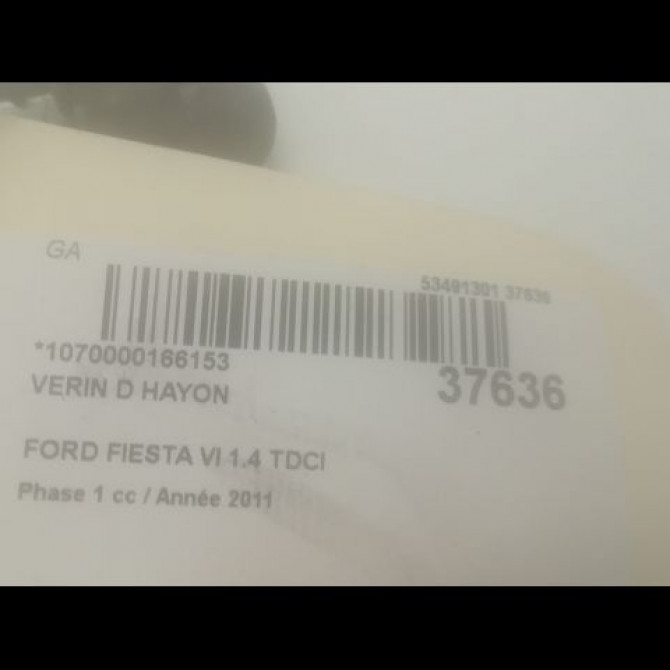 GA
53491301 37636
*1070000166153
37636
VERIN D HAYON
FORD FIESTA VI 1.4 TDCI
Phase 1 cc / Année 2011